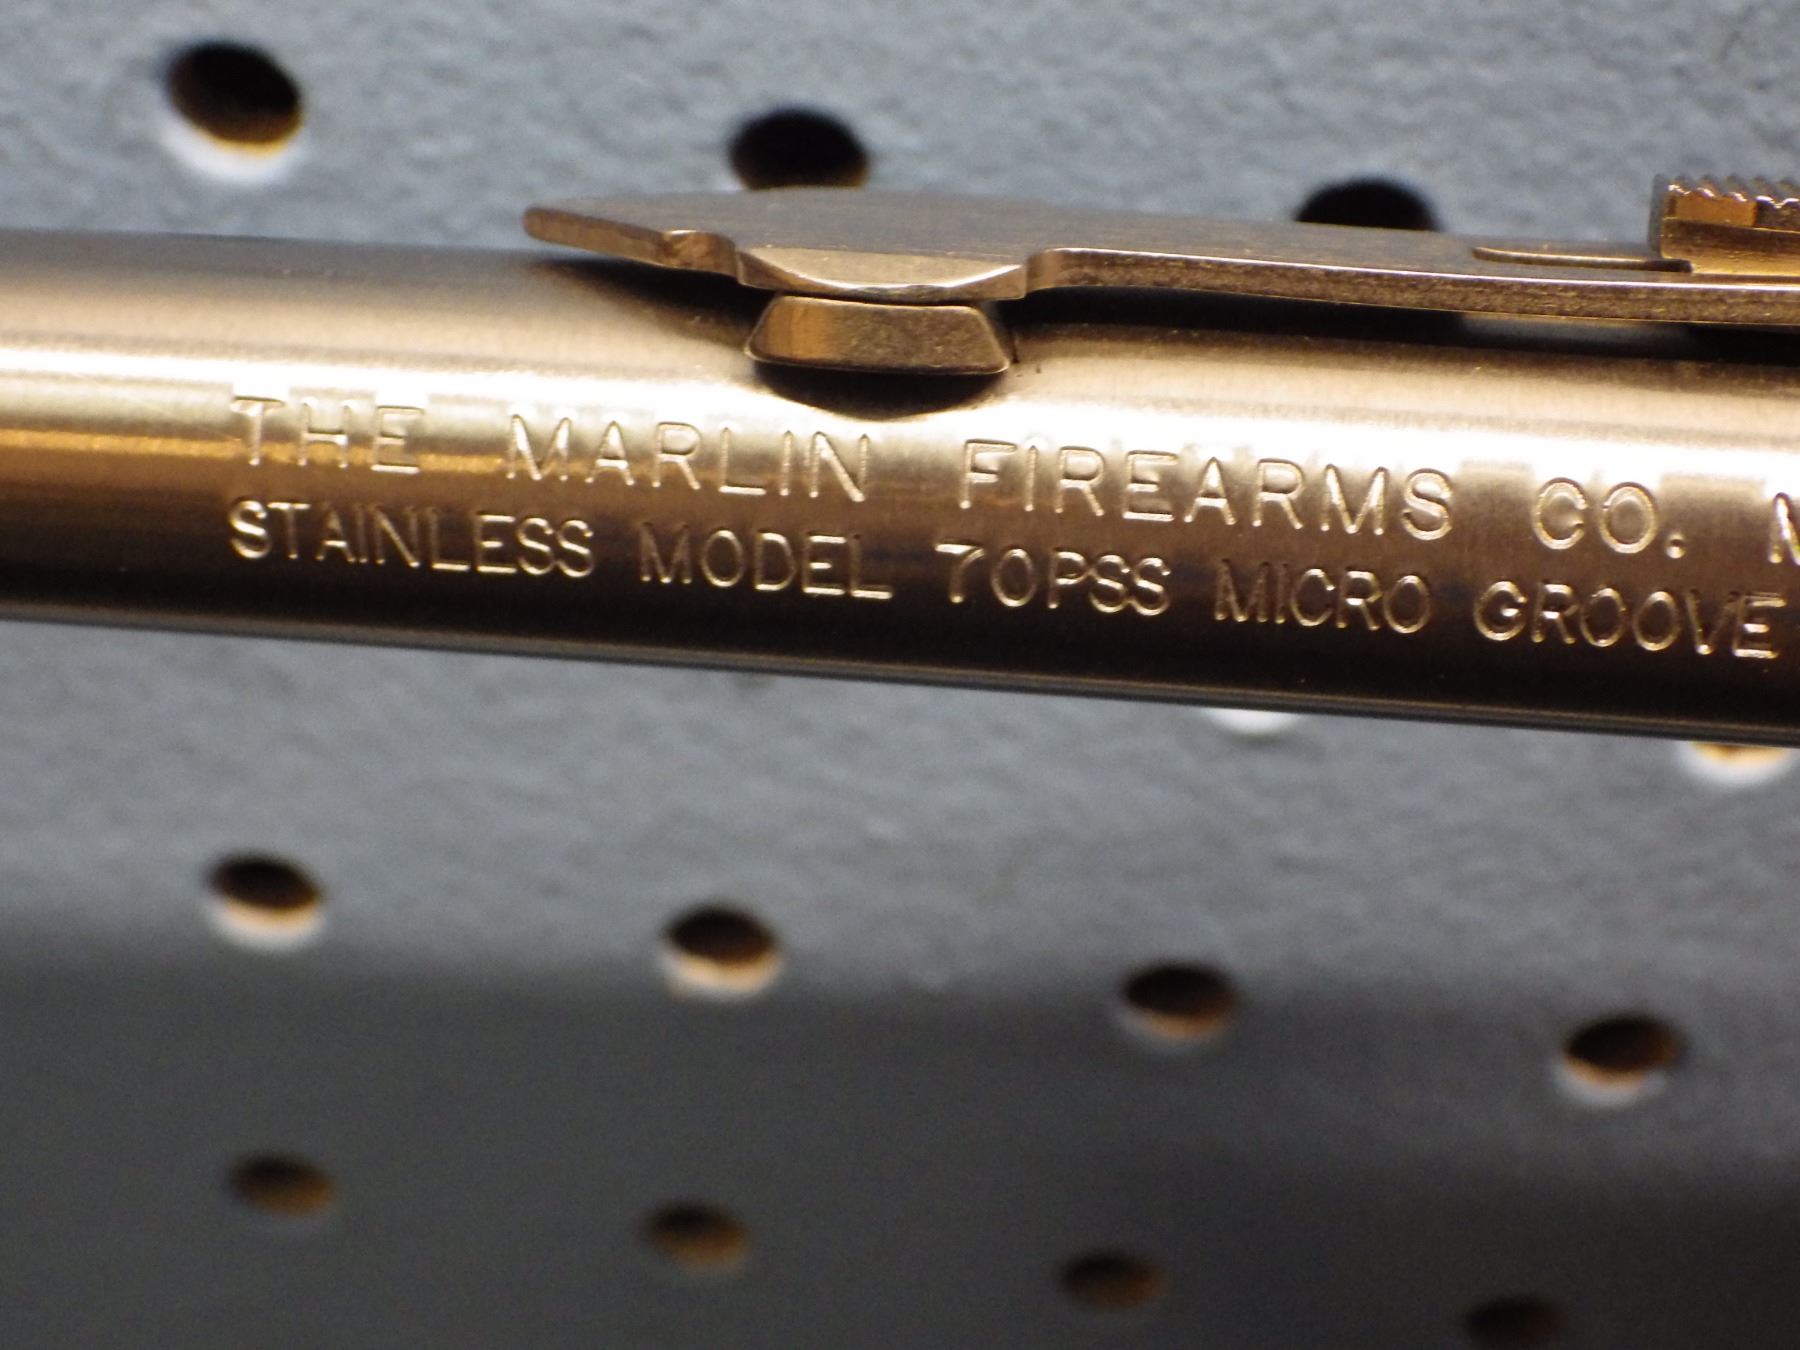 THE MARLIN FIREARMS CO.
STAINLESS MODEL 70PSS MICRO GROOVE